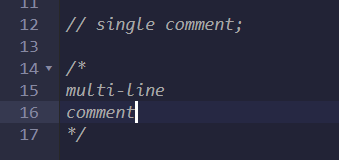 11
12 // single comment;
13
14 /*
15 multi-line
16 comment
17 */